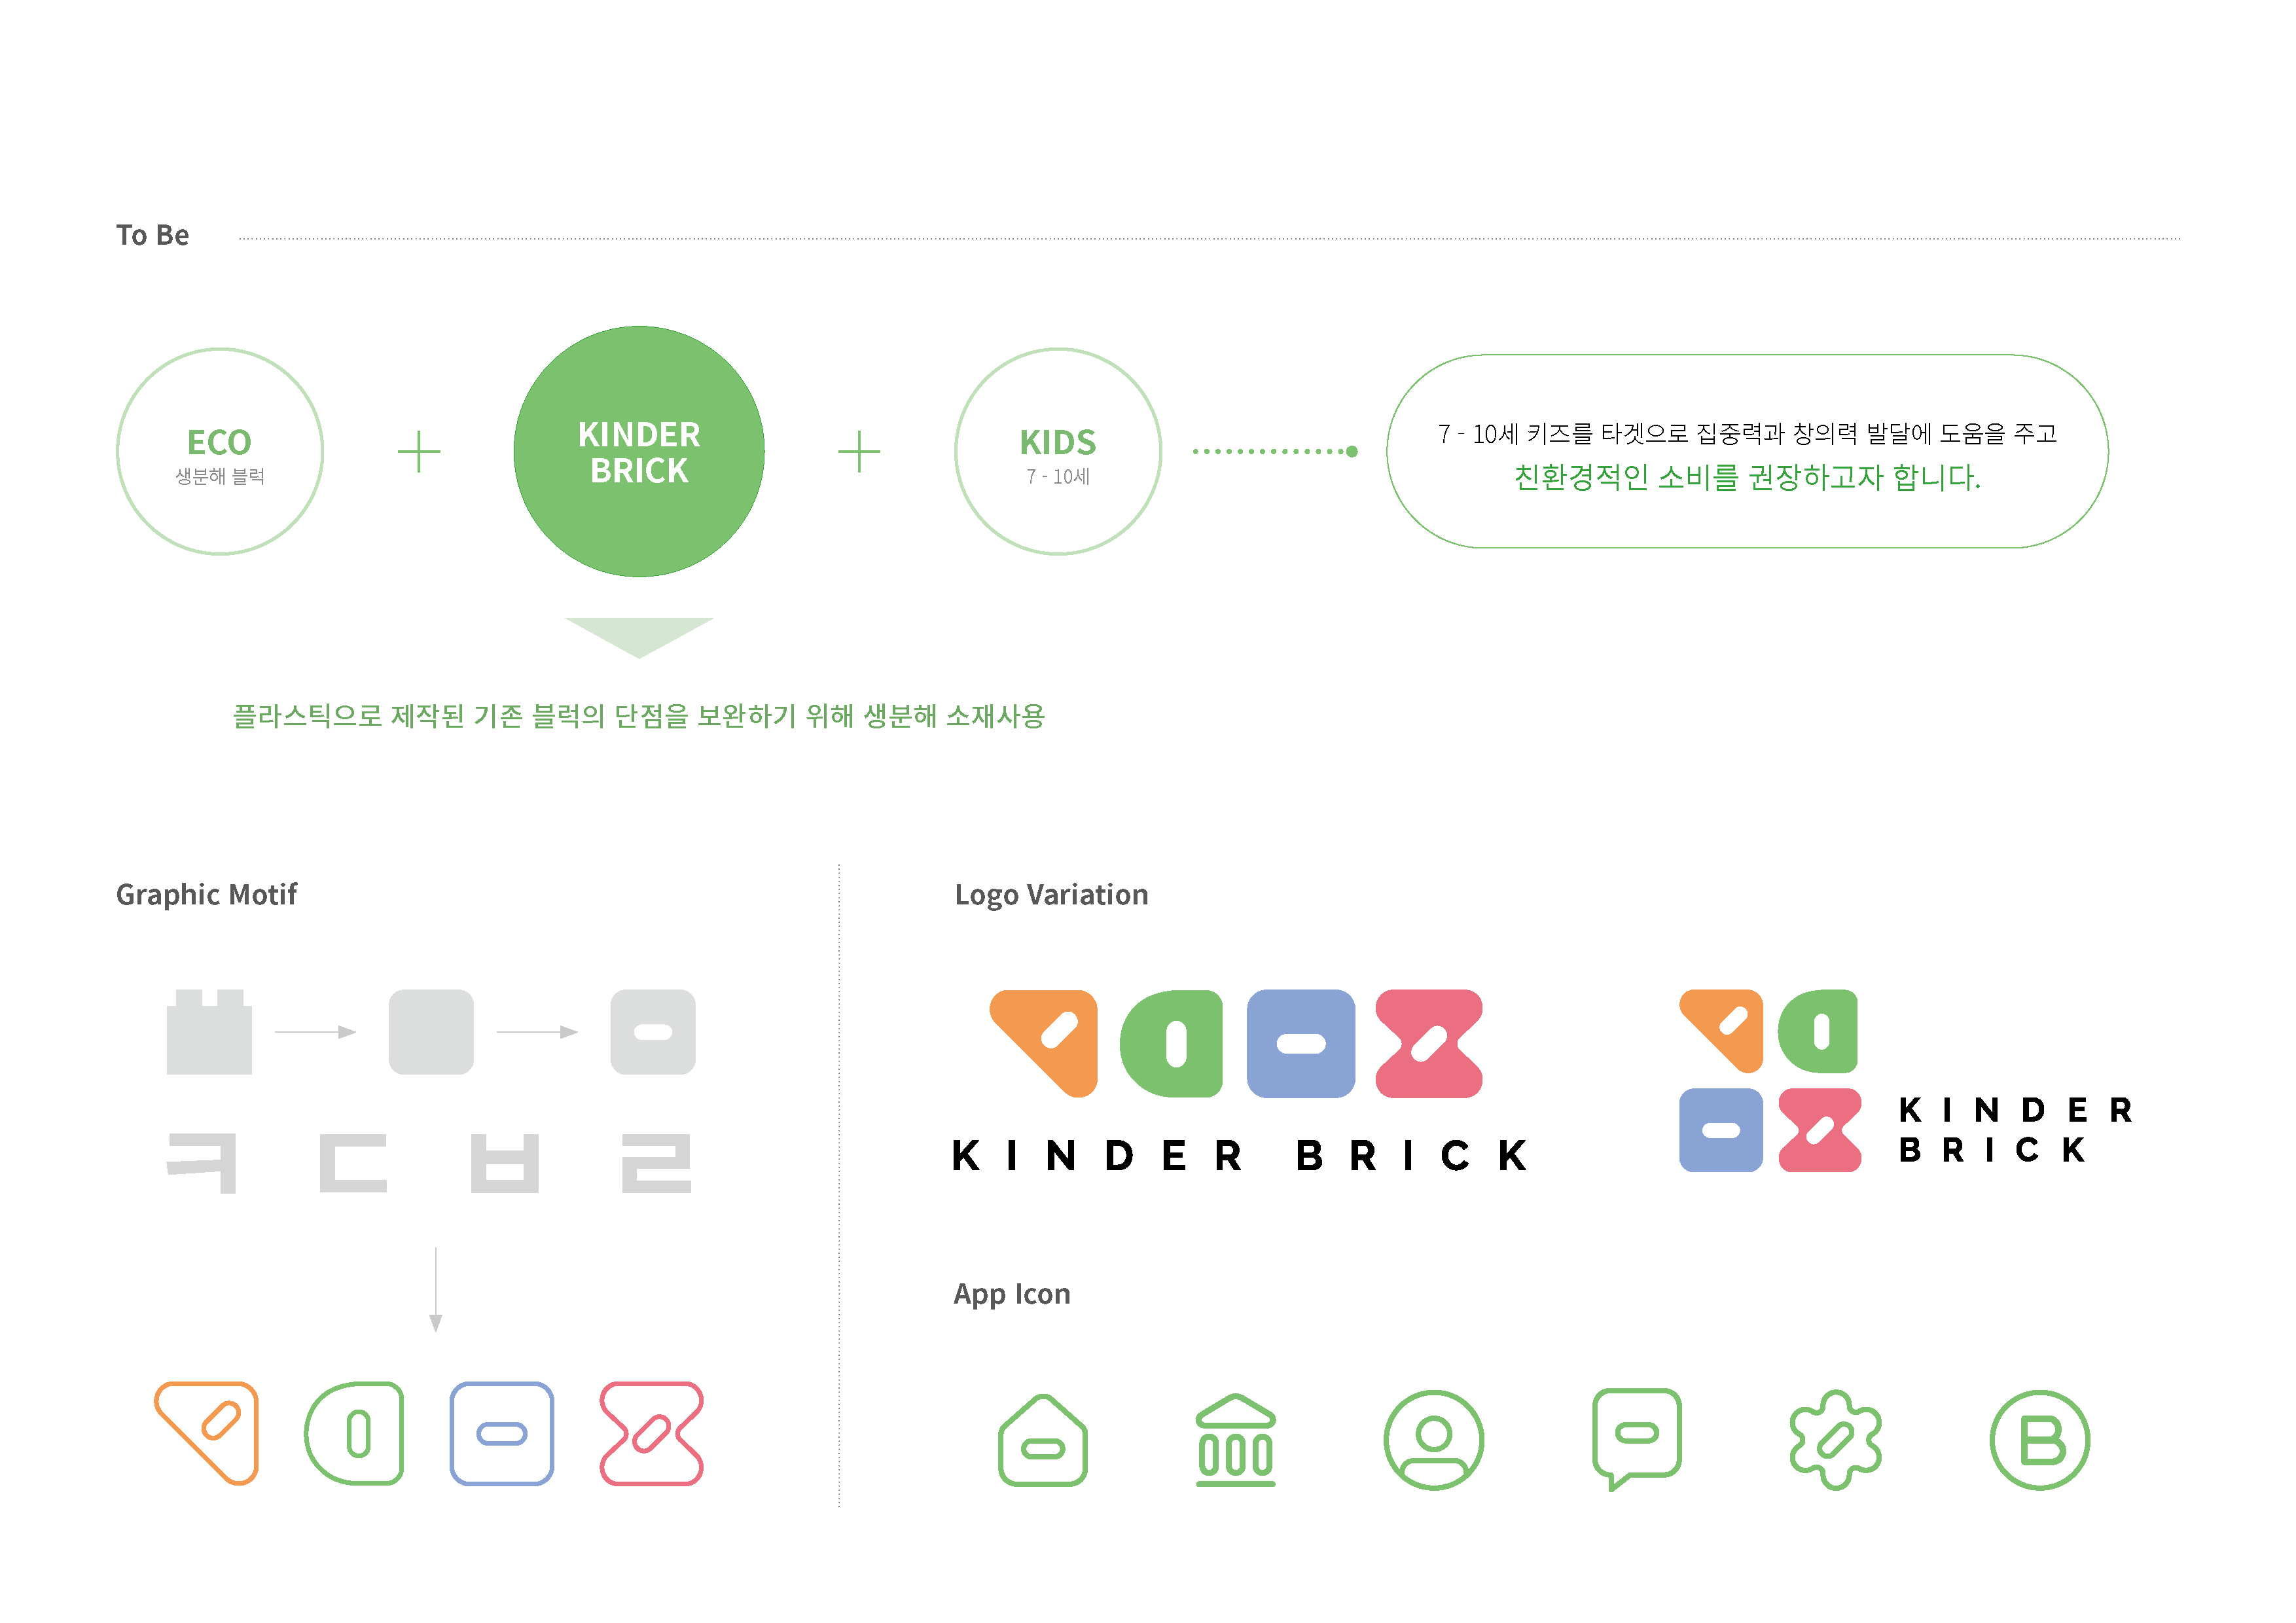 To Be
ECO
생분해 블럭
KINDER
BRICK
KIDS
7 - 10세
7 - 10세 키즈를 타겟으로 집중력과 창의력 발달에 도움을 주고
친환경적인 소비를 권장하고자 합니다.
플라스틱으로 제작된 기존 블럭의 단점을 보완하기 위해 생분해 소재사용
Graphic Motif
ㅋ ㄷ ㅂ ㄹ
Logo Variation
KINDER BRICK
KINDER
BRICK
App Icon
B